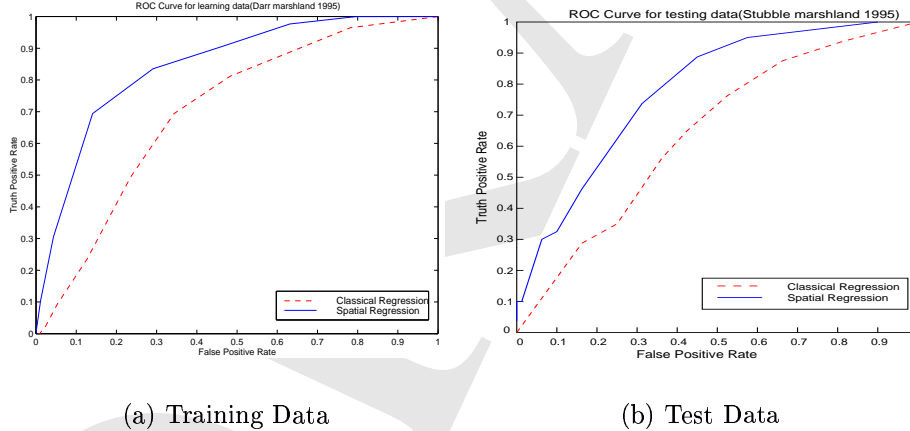 ROC Curve for learning data(Darr marshland 1995)
1
0.9
0.8
0.7
0.6
0.5
0.4
0.3
0.2
0.1
0
Truth Positive Rate
0 0.1 0.2 0.3 0.4 0.5 0.6 0.7 0.8 0.9 1
False Positive Rate
Classical Regression
Spatial Regression
(a) Training Data
ROC Curve for testing data(Stubble marshland 1995)
1
0.9
0.8
0.7
0.6
0.5
0.4
0.3
0.2
0.1
0
Truth Positive Rate
0 0.1 0.2 0.3 0.4 0.5 0.6 0.7 0.8 0.9
False Positive Rate
Classical Regression
Spatial Regression
(b) Test Data